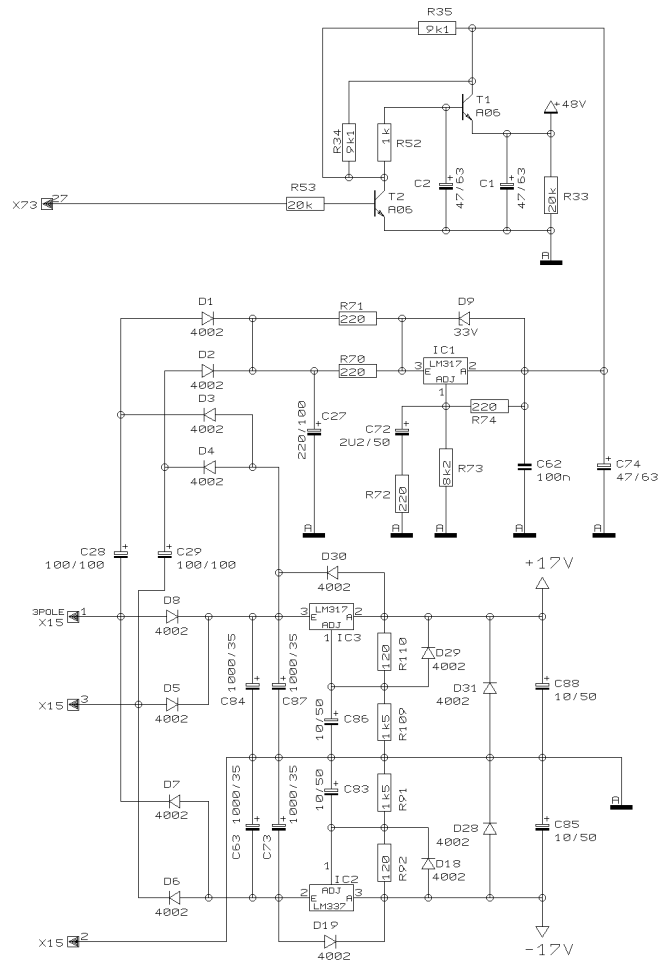 R35
9k1
T1
A06
+48V
R34
9k1
1k
R52
C2
+
47/63
C1
+
47/63
20k
R33
R53
20k
T2
A06
X73
27
A
D1
4002
R71
220
D9
33V
D2
4002
R70
220
IC1
3
E
LM317
A
2
ADJ
1
D3
4002
220/100
+
C27
C72
+
2U2/50
220
R74
D4
4002
R72
220
8k2
R73
C62
100n
+
C74
47/63
A
A
A
A
A
C28
+
100/100
+
C29
100/100
D30
4002
+17V
3POLE
X15
1
D8
4002
3
E
LM317
A
2
ADJ
1
IC3
1000/35
+
C84
1000/35
+
C87
120
R110
D29
4002
X15
3
D5
4002
D31
4002
+
C88
10/50
10/50
+
C86
1k5
R109
D7
4002
1000/35
+
C63
1000/35
+
C73
10/50
+
C83
1k5
R91
A
D28
4002
+
C85
10/50
D6
4002
1
IC2
2
E
ADJ
LM337
A
3
120
R92
D18
4002
X15
2
D19
4002
-17V